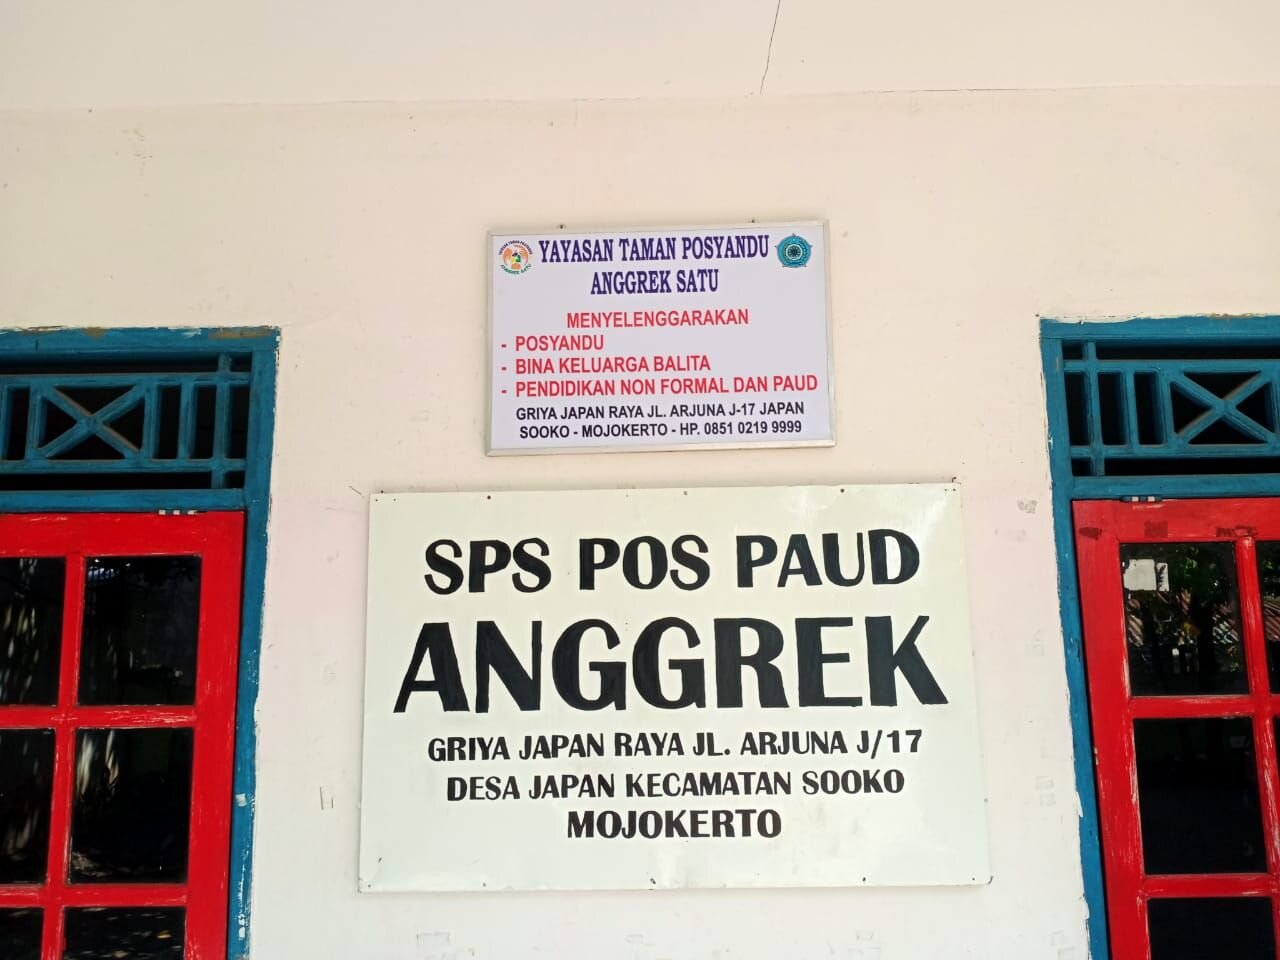 YAYASAN TAMAN POSYANDU
ANGGREK SATU
MENYELENGGARAKAN
- POSYANDU
- BINA KELUARGA BALITA
- PENDIDIKAN NON FORMAL DAN PAUD
GRIYA JAPAN RAYA JL. ARJUNA J-17 JAPAN
SOOKO - MOJOKERTO - HP. 0851 0219 9999
SPS POS PAUD
ANGGREK
GRIYA JAPAN RAYA JL. ARJUNA J/17
DESA JAPAN KECAMATAN SOOKO
MOJOKERTO